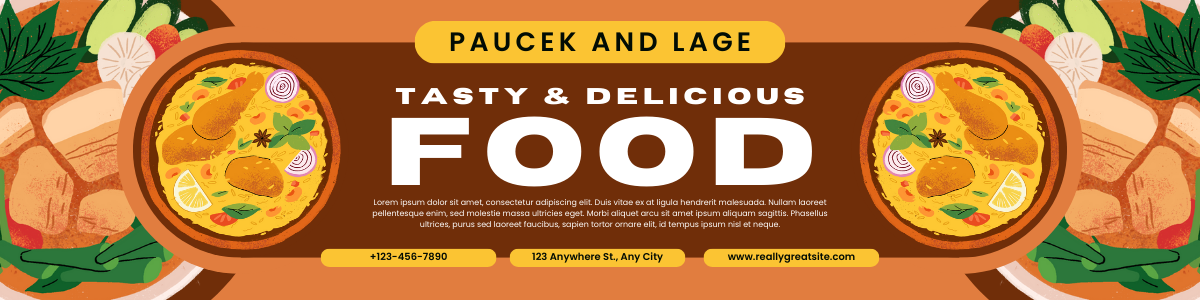 PAUCEK AND LAGE
TASTY & DELICIOUS
FOOD
Lorem ipsum dolor sit amet, consectetur adipiscing elit. Duis vitae ex at ligula hendrerit malesuada. Nullam laoreet
pellentesque enim, sed molestie massa ultricies eget. Morbi aliquet arcu sit amet ipsum aliquam sagittis. Phasellus
ultrices, purus sed laoreet faucibus, sapien tortor ornare elit, id tempus ipsum nisl et neque.
+123-456-7890
123 Anywhere St., Any City
www.reallygreatsite.com